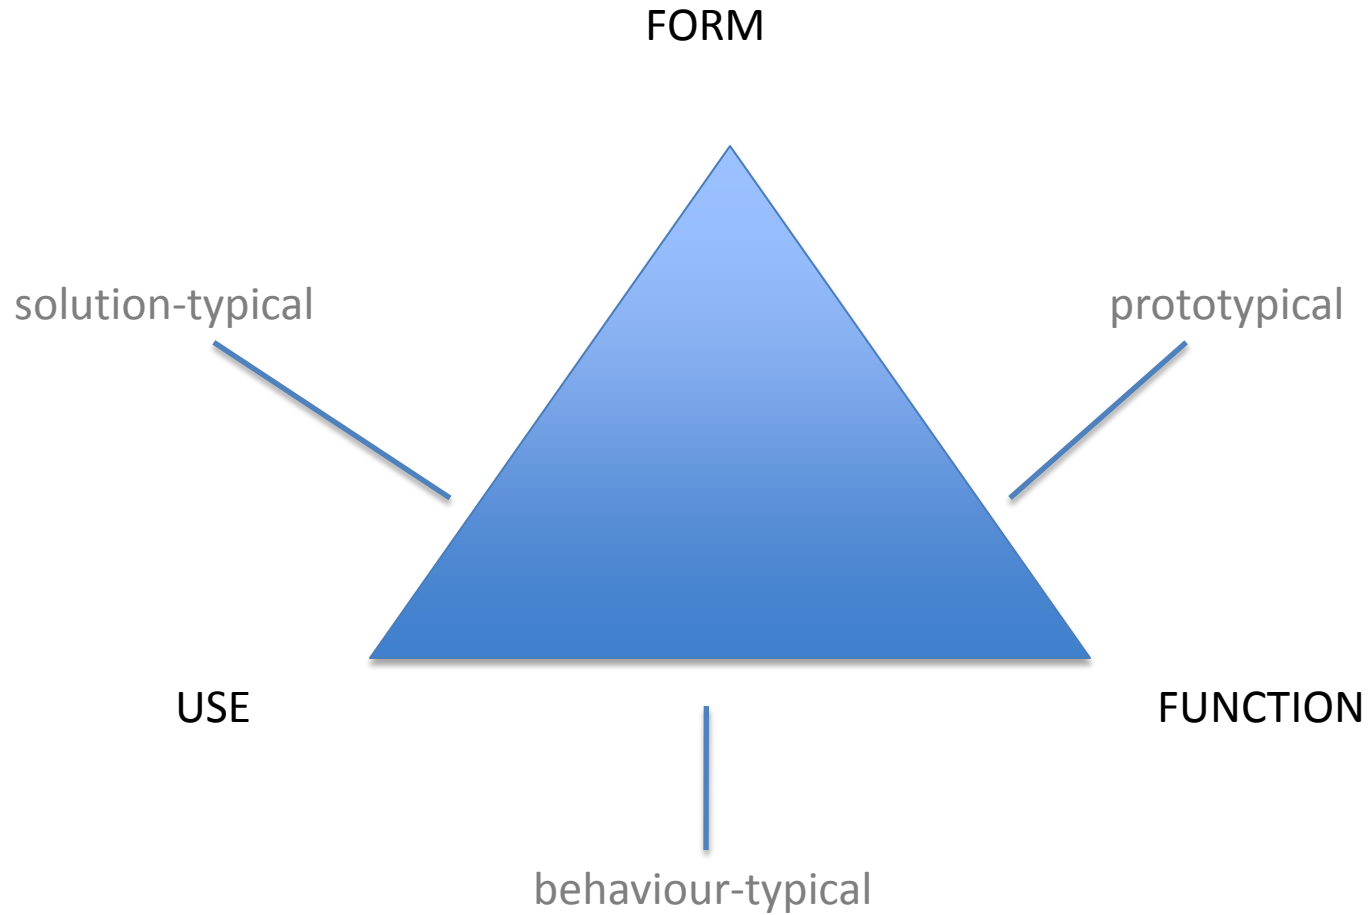 FORM
solution-typical
prototypical
USE
FUNCTION
behaviour-typical